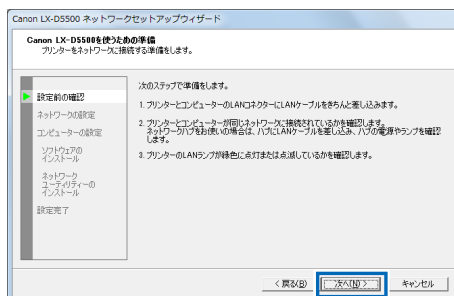 Canon LX-D5500 ネットワークセットアップウィザード
Canon LX-D5500を使うための準備
プリンターをネットワークに接続する準備をします。
設定前の確認
ネットワークの設定
コンピューターの設定
ソフトウェアの
インストール
ネットワーク
ユーティリティーの
インストール
設定完了
次のステップで準備をします。
1. プリンターとコンピューターのLANコネクターにLANケーブルをきちんと差し込みます。
2. プリンターとコンピューターが同じネットワークに接続されているかを確認します。
ネットワークハブをお使いの場合は、ハブにLANケーブルを差し込み、ハブの電源やランプを確認
します。
3. プリンターのLANランプが緑色に点灯または点滅しているかを確認します。
< 戻る(B)
次へ(N) >
キャンセル